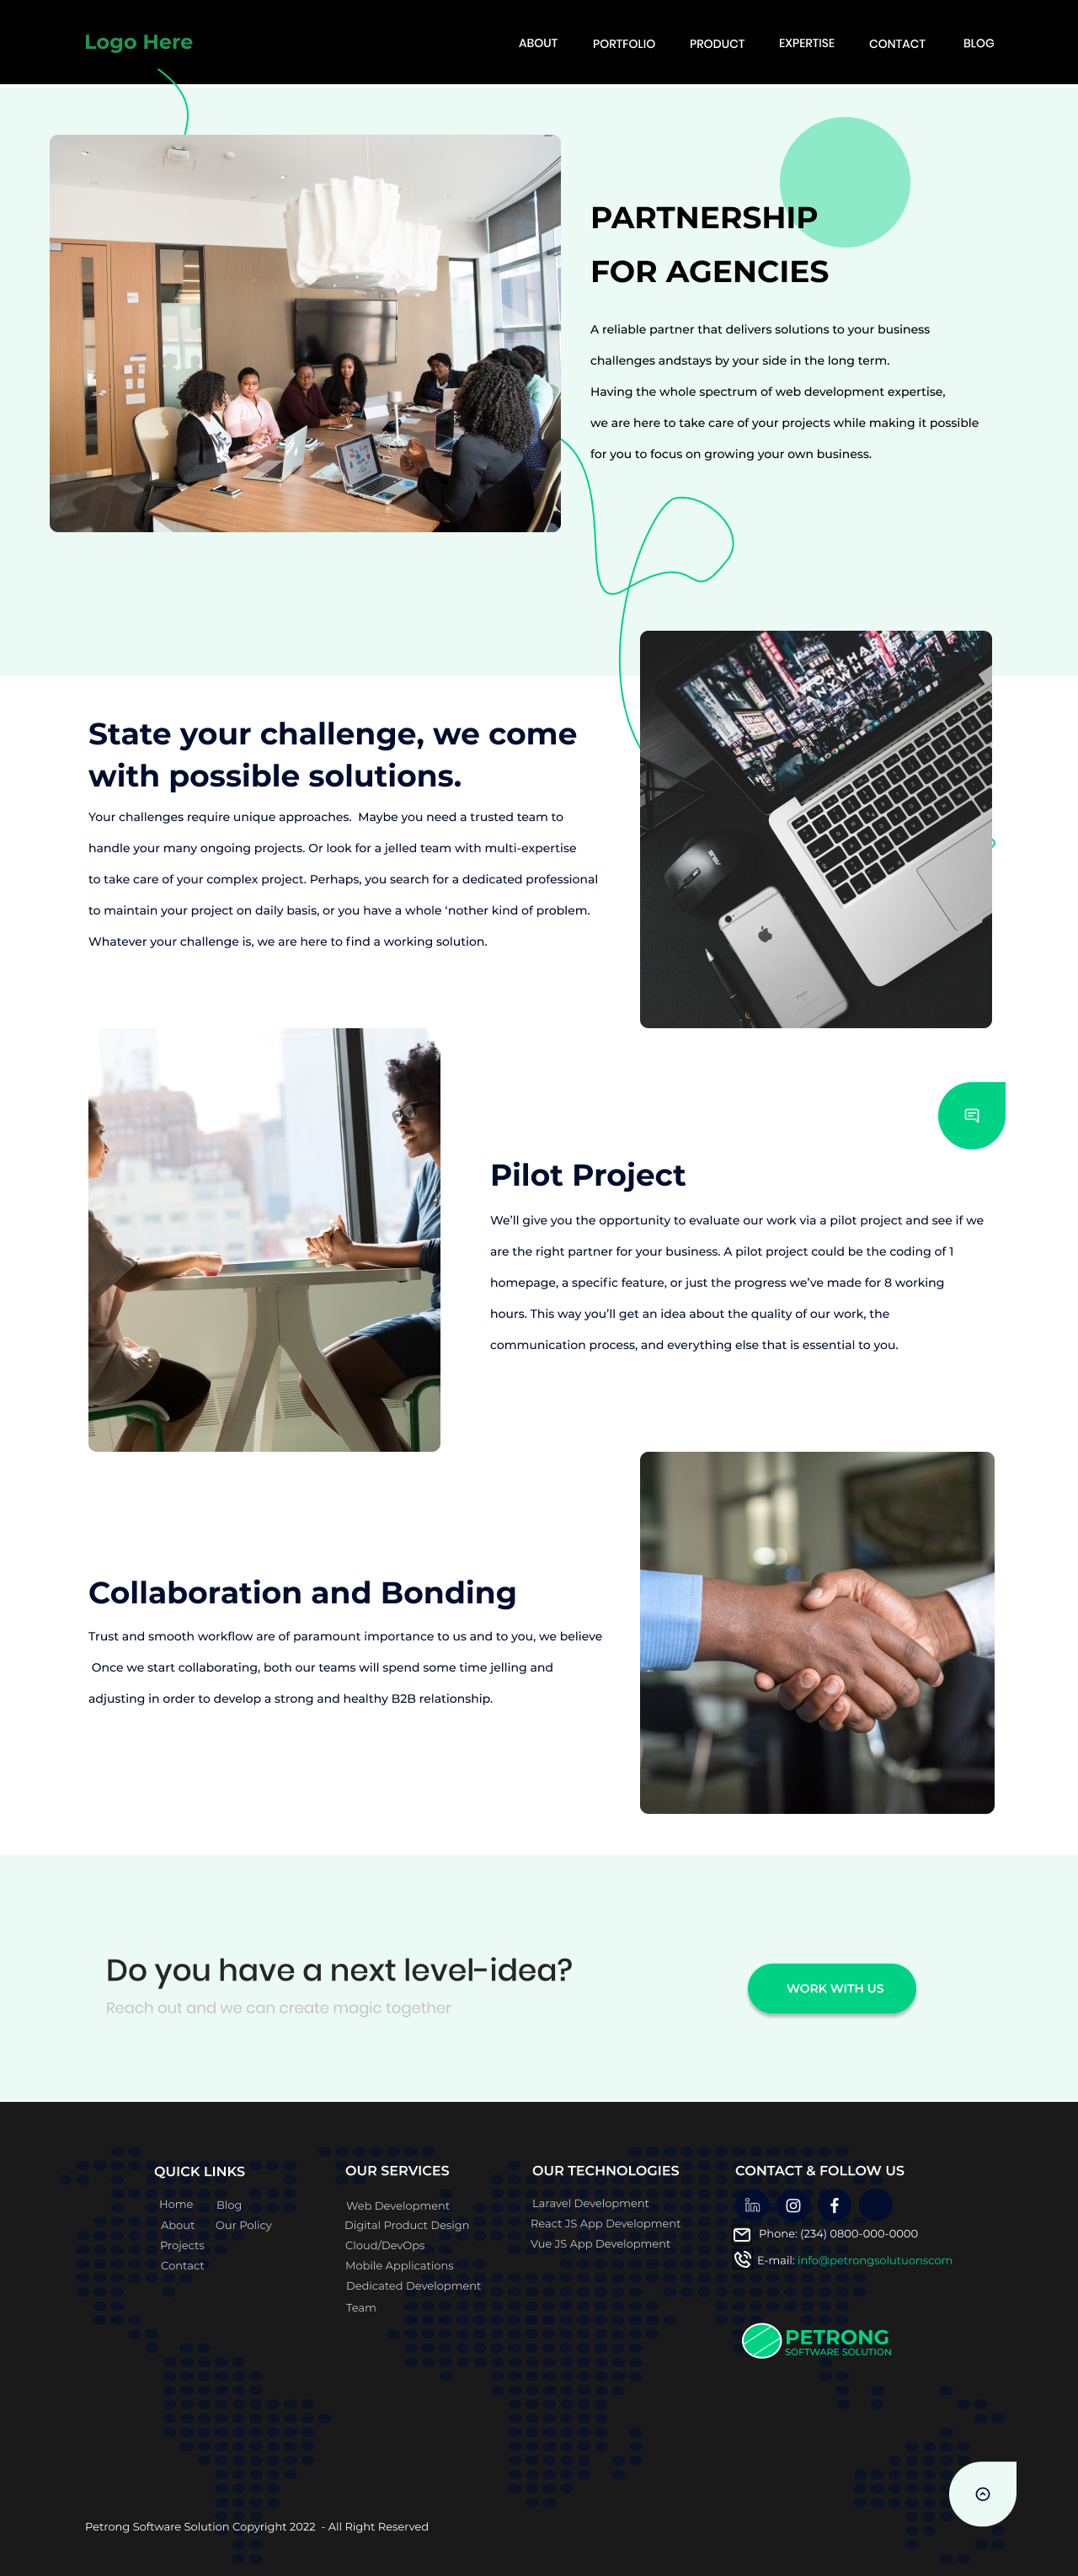 Logo Here
ABOUT PORTFOLIO PRODUCT EXPERTISE CONTACT BLOG
PARTNERSHIP
FOR AGENCIES
A reliable partner that delivers solutions to your business
challenges andstays by your side in the long term.
Having the whole spectrum of web development expertise,
we are here to take care of your projects while making it possible
for you to focus on growing your own business.
State your challenge, we come
with possible solutions.
Your challenges require unique approaches.  Maybe you need a trusted team to
handle your many ongoing projects. Or look for a jelled team with multi-expertise
to take care of your complex project. Perhaps, you search for a dedicated professional
to maintain your project on daily basis, or you have a whole ‘nother kind of problem.
Whatever your challenge is, we are here to find a working solution.
WORK HARD
ANYWHERE
ASUS
iPhone
Pilot Project
We’ll give you the opportunity to evaluate our work via a pilot project and see if we
are the right partner for your business. A pilot project could be the coding of 1
homepage, a specific feature, or just the progress we’ve made for 8 working
hours. This way you’ll get an idea about the quality of our work, the
communication process, and everything else that is essential to you.
Collaboration and Bonding
Trust and smooth workflow are of paramount importance to us and to you, we believe
Once we start collaborating, both our teams will spend some time jelling and
adjusting in order to develop a strong and healthy B2B relationship.
Do you have a next level-idea?
Reach out and we can create magic together
WORK WITH US
QUICK LINKS
Home Blog
About Our Policy
Projects
Contact
OUR SERVICES
Web Development
Digital Product Design
Cloud/DevOps
Mobile Applications
Dedicated Development
Team
OUR TECHNOLOGIES
Laravel Development
React JS App Development
Vue JS App Development
CONTACT & FOLLOW US
in f
Phone: (234) 0800-000-0000
E-mail: info@petrongsolutuonscom
PETRONG
SOFTWARE SOLUTION
Petrong Software Solution Copyright 2022  - All Right Reserved